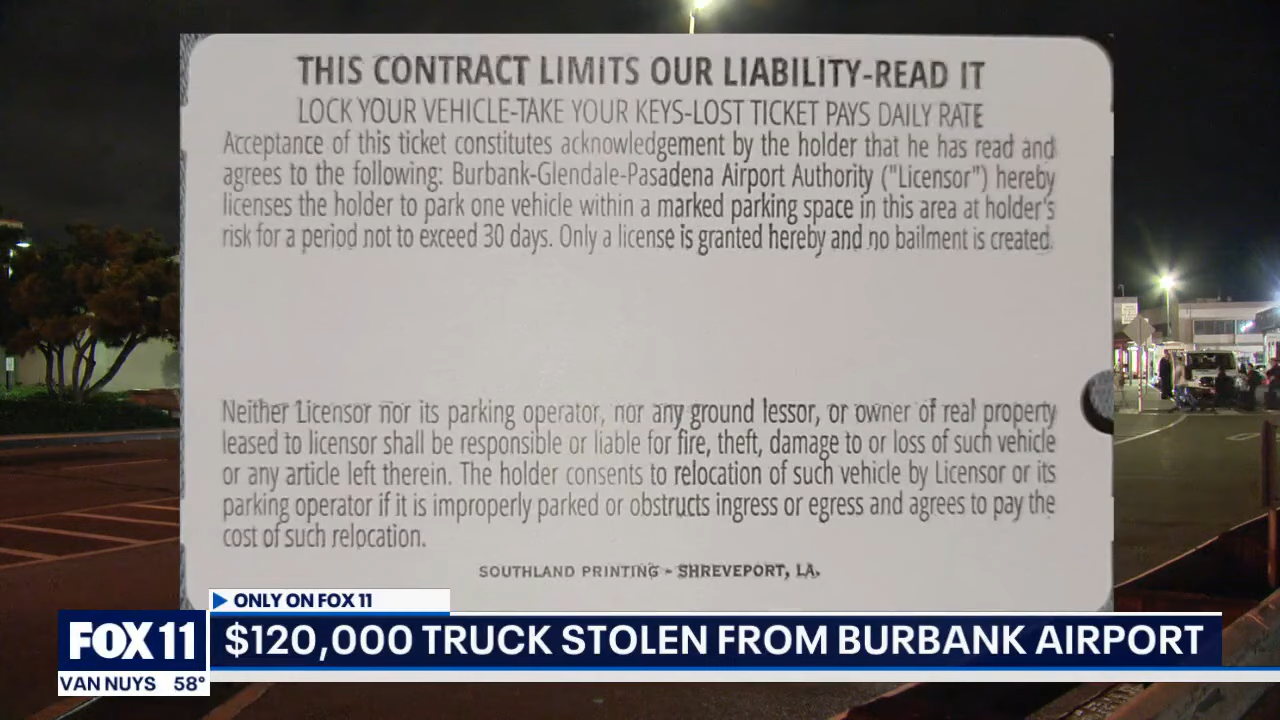 THIS CONTRACT LIMITS OUR LIABILITY-READ IT
LOCK YOUR VEHICLE-TAKE YOUR KEYS-LOST TICKET PAYS DAILY RATE
Acceptance of this ticket constitutes acknowledgement by the holder that he has read and
agrees to the following: Burbank-Glendale-Pasadena Airport Authority ("Licensor") hereby
licenses the holder to park one vehicle within a marked parking space in this area at holder's
risk for a period not to exceed 30 days. Only a license is granted hereby and no bailment is created.
Neither Licensor nor its parking operator, nor any ground lessor, or owner of real property
leased to licensor shall be responsible or liable for fire, theft, damage to or loss of such vehicle
or any article left therein. The holder consents to relocation of such vehicle by Licensor or its
parking operator if it is improperly parked or obstructs ingress or egress and agrees to pay the
cost of such relocation.
SOUTHLAND PRINTING - SHREVEPORT, LA.
ONLY ON FOX 11
FOX 11
$120,000 TRUCK STOLEN FROM BURBANK AIRPORT
VAN NUYS 58°